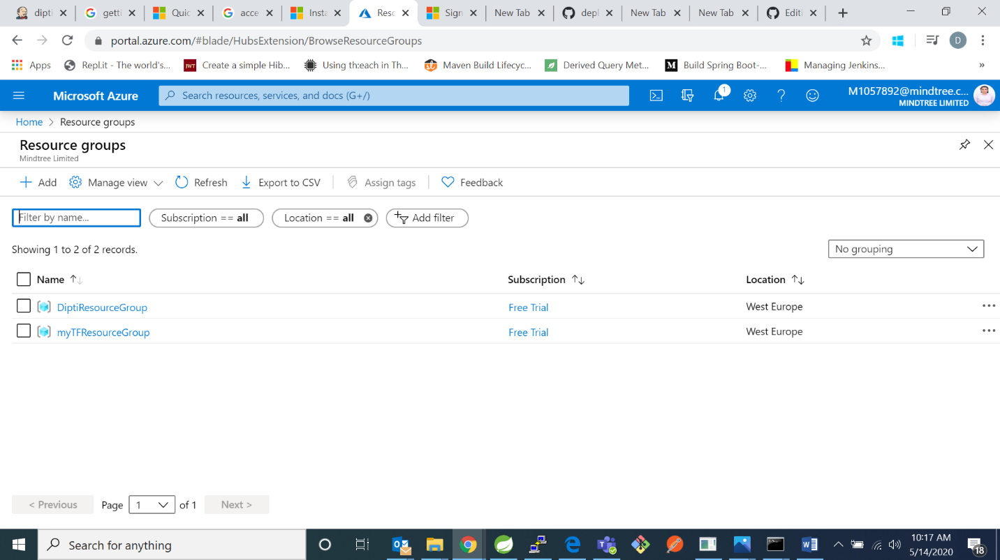 dipti
getti
Quic
acce
Insta
Resc
Sign
New Tab
depl
New Tab
New Tab
Editi
portal.azure.com/#blade/HubsExtension/BrowseResourceGroups
D
Apps
Repl.it - The world's...
JWT
Create a simple Hib...
Using th:each in Th...
Maven Build Lifecyc...
Derived Query Met...
M
Build Spring Boot-...
Managing Jenkins...
»
Microsoft Azure
Search resources, services, and docs (G+/)
1
M1057892@mindtree.c...
MINDTREE LIMITED
Home > Resource groups
Resource groups
Mindtree Limited
Add
Manage view
Refresh
Export to CSV
Assign tags
Feedback
Filter by name...
Subscription == all
Location == all
Add filter
Showing 1 to 2 of 2 records.
No grouping
Name
Subscription
Location
DiptiResourceGroup
Free Trial
West Europe
myTFResourceGroup
Free Trial
West Europe
< Previous
Page
1
of 1
Next >
Search for anything
10:17 AM
5/14/2020
18